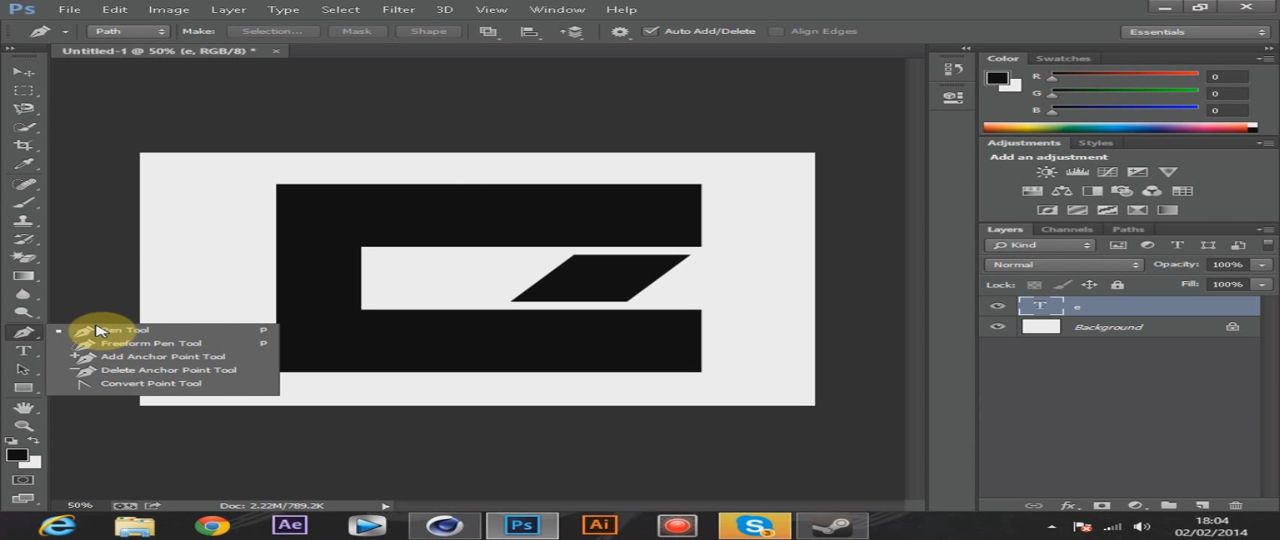 Ps File Edit Image Layer Type Select Filter 3D View Window Help
Path Make: Selection... Mask Shape Auto Add/Delete Align Edges Essentials
Untitled-1 @ 50% (e, RGB/8) *
Color Swatches
R 0
G 0
B 0
Adjustments Styles
Add an adjustment
Layers Channels Paths
Kind
Normal Opacity: 100%
Lock: Fill: 100%
T e
Background
Pen Tool P
Freeform Pen Tool P
Add Anchor Point Tool
Delete Anchor Point Tool
Convert Point Tool
50% Doc: 2.22M/789.2K
Ae Ps Ai
18:04
02/02/2014